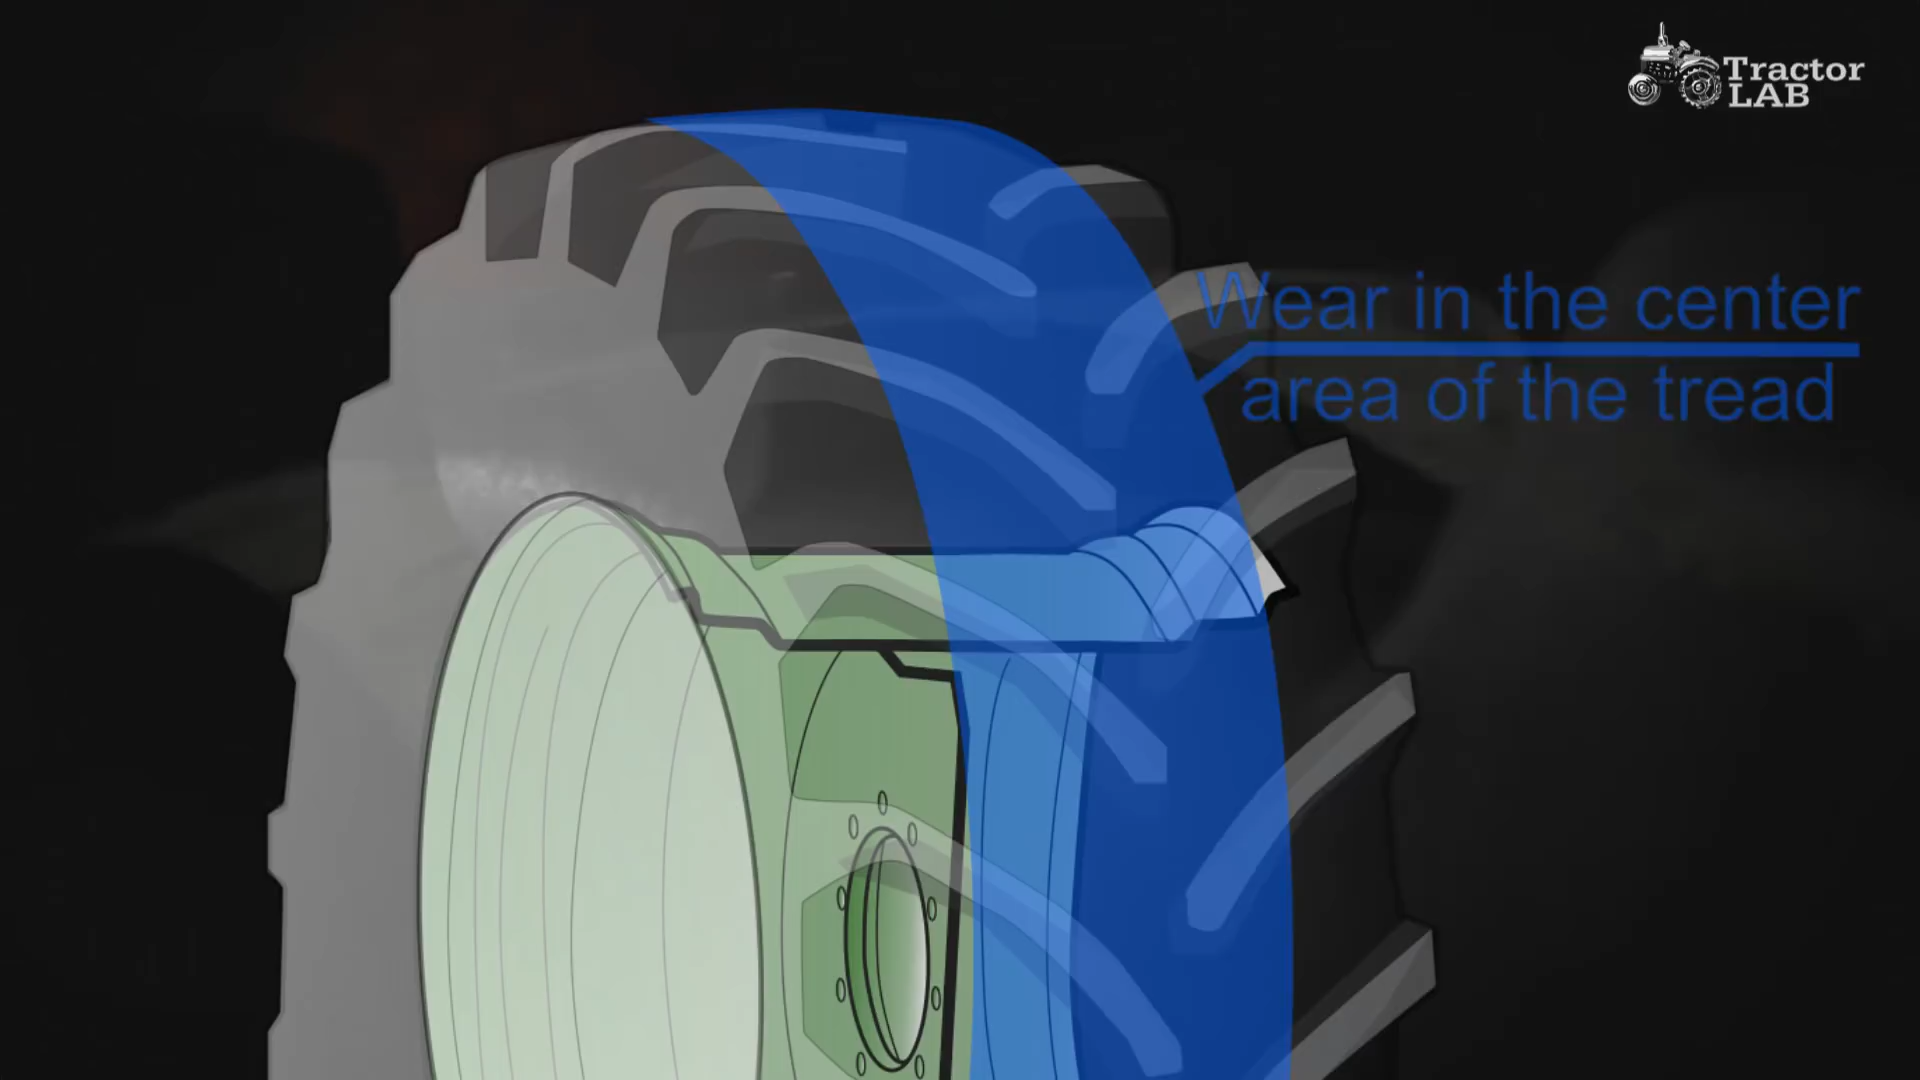 Tractor
LAB
Wear in the center
area of the tread